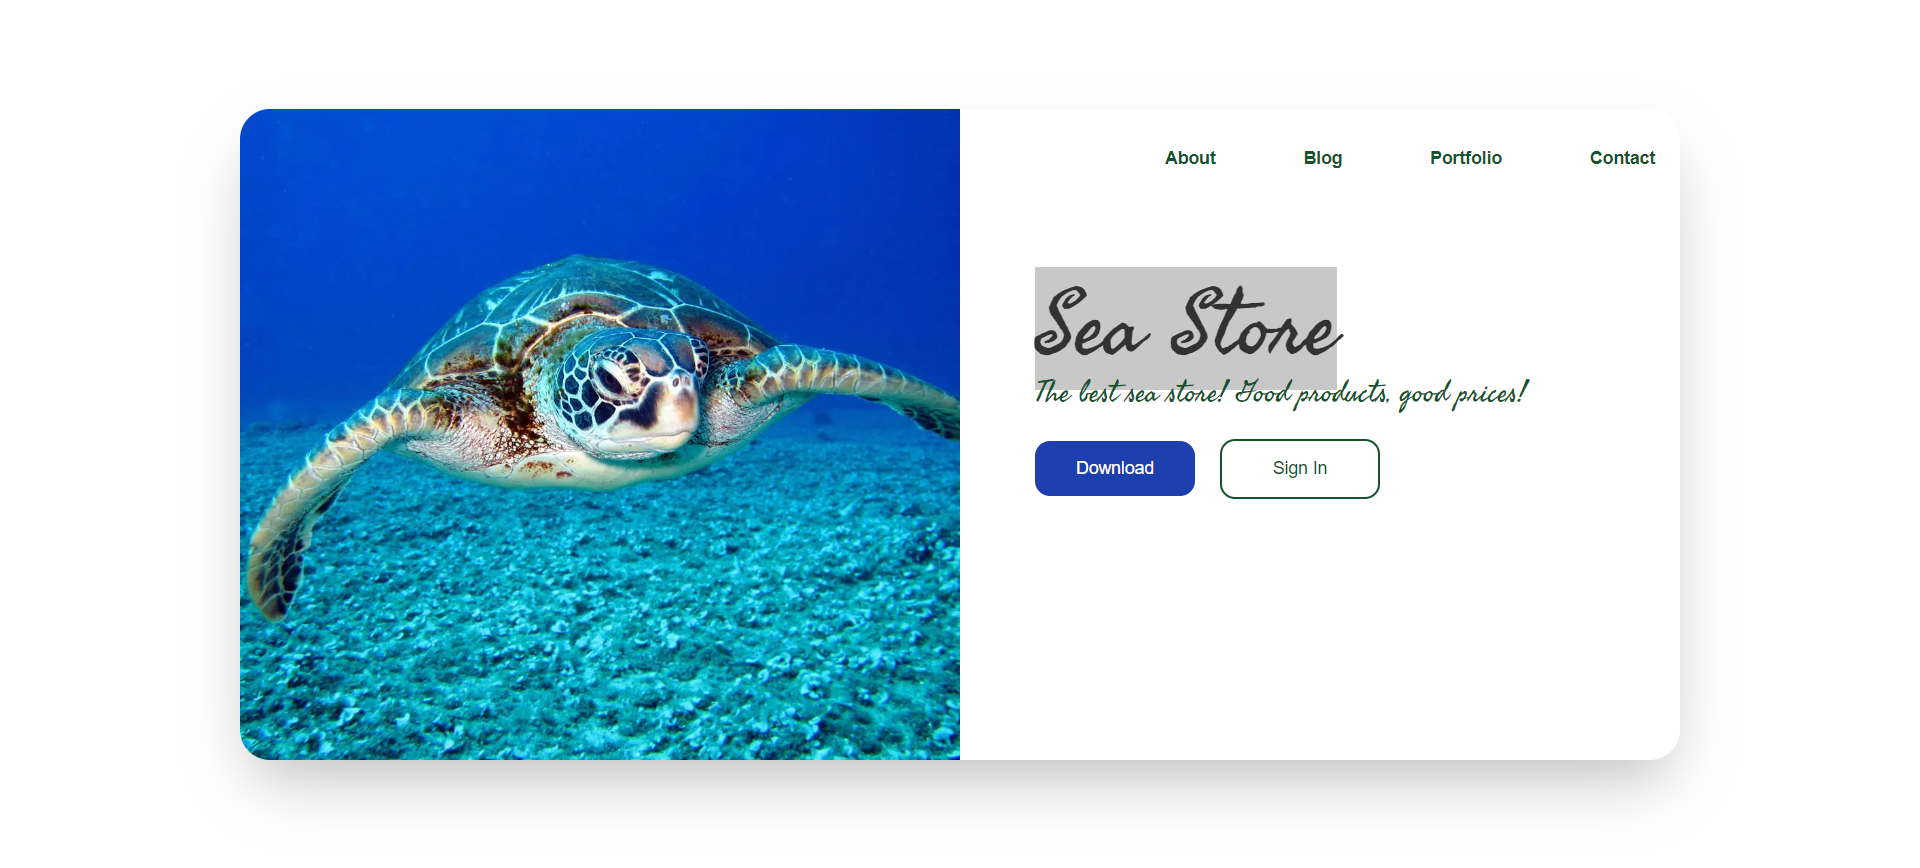 About Blog Portfolio Contact
Sea Store
The best sea store! Good products, good prices!
Download Sign In